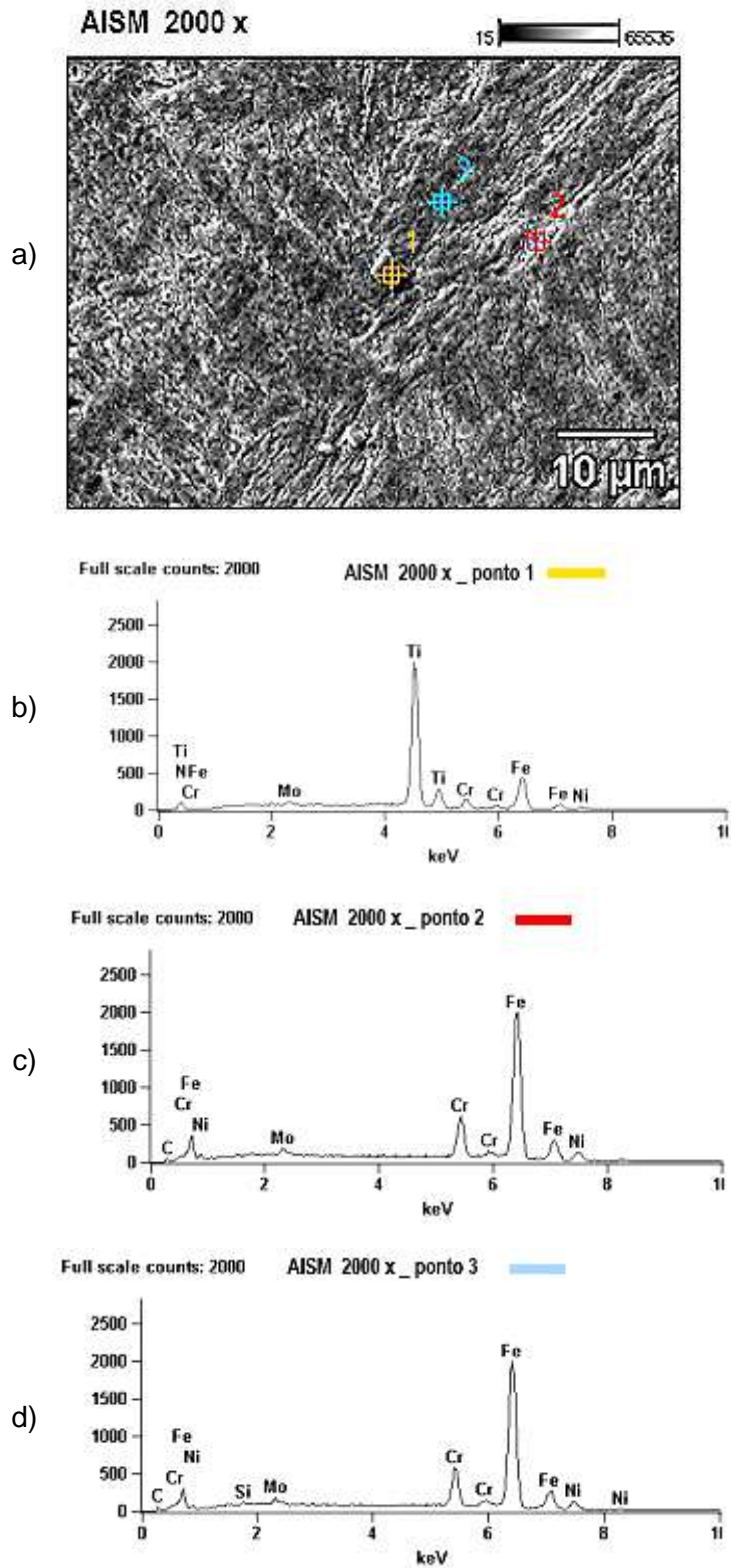 AISM 2000 x
15 65535
a)
3
2
1
10 µm
Full scale counts: 2000 AISM 2000 x _ ponto 1
b)
2500
2000
1500
1000
500
0
Ti
Ti
N Fe
Cr
Mo
Ti
Cr
Cr
Fe
Fe
Ni
0 2 4 6 8 10
keV
Full scale counts: 2000 AISM 2000 x _ ponto 2
c)
2500
2000
1500
1000
500
0
Fe
Fe
Cr
Ni
C
Mo
Cr
Cr
Fe
Ni
0 2 4 6 8 10
keV
Full scale counts: 2000 AISM 2000 x _ ponto 3
d)
2500
2000
1500
1000
500
0
Fe
Fe
Ni
Cr
C
Si
Mo
Cr
Cr
Fe
Ni
Ni
0 2 4 6 8 10
keV